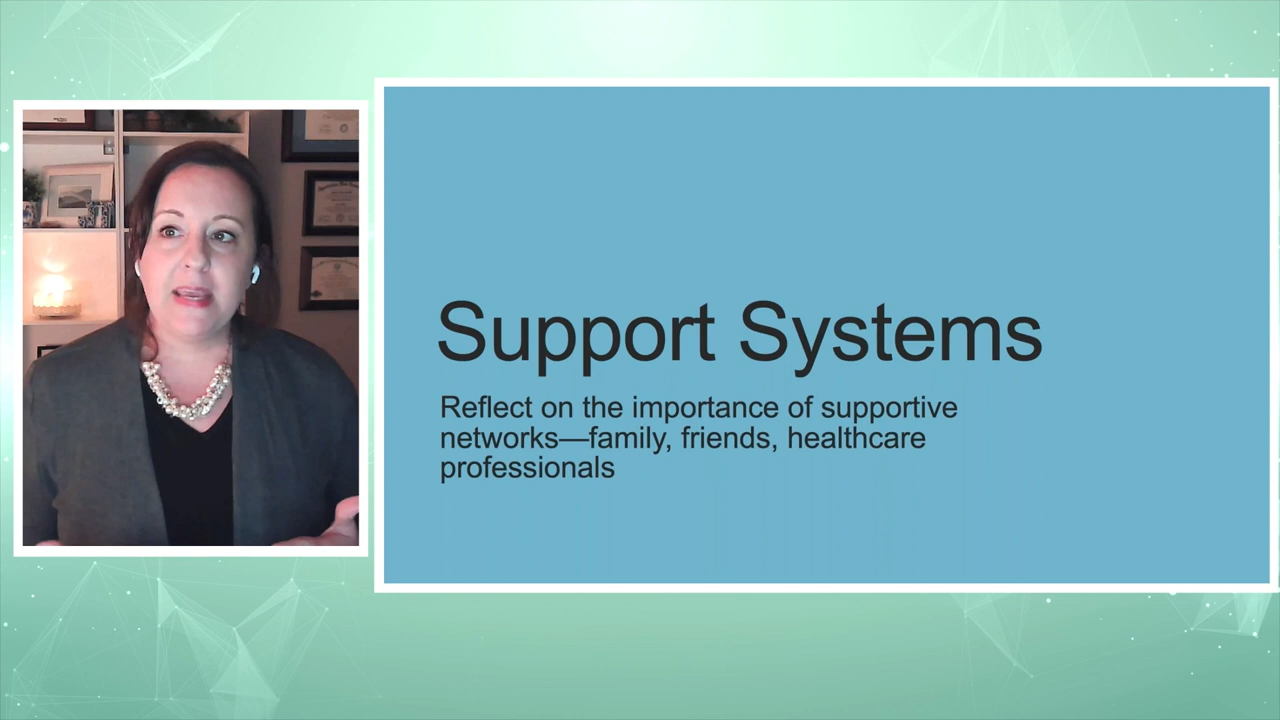 Support Systems
Reflect on the importance of supportive
networks—family, friends, healthcare
professionals